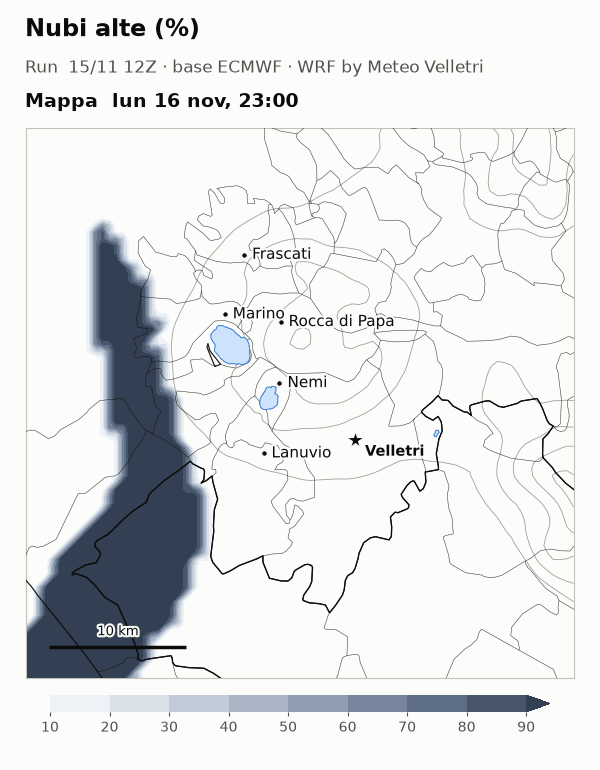 Nubi alte (%)
Run  15/11 12Z · base ECMWF · WRF by Meteo Velletri
Mappa  lun 16 nov, 23:00
Frascati
Marino
Rocca di Papa
Nemi
Velletri
Lanuvio
10 km
10 20 30 40 50 60 70 80 90